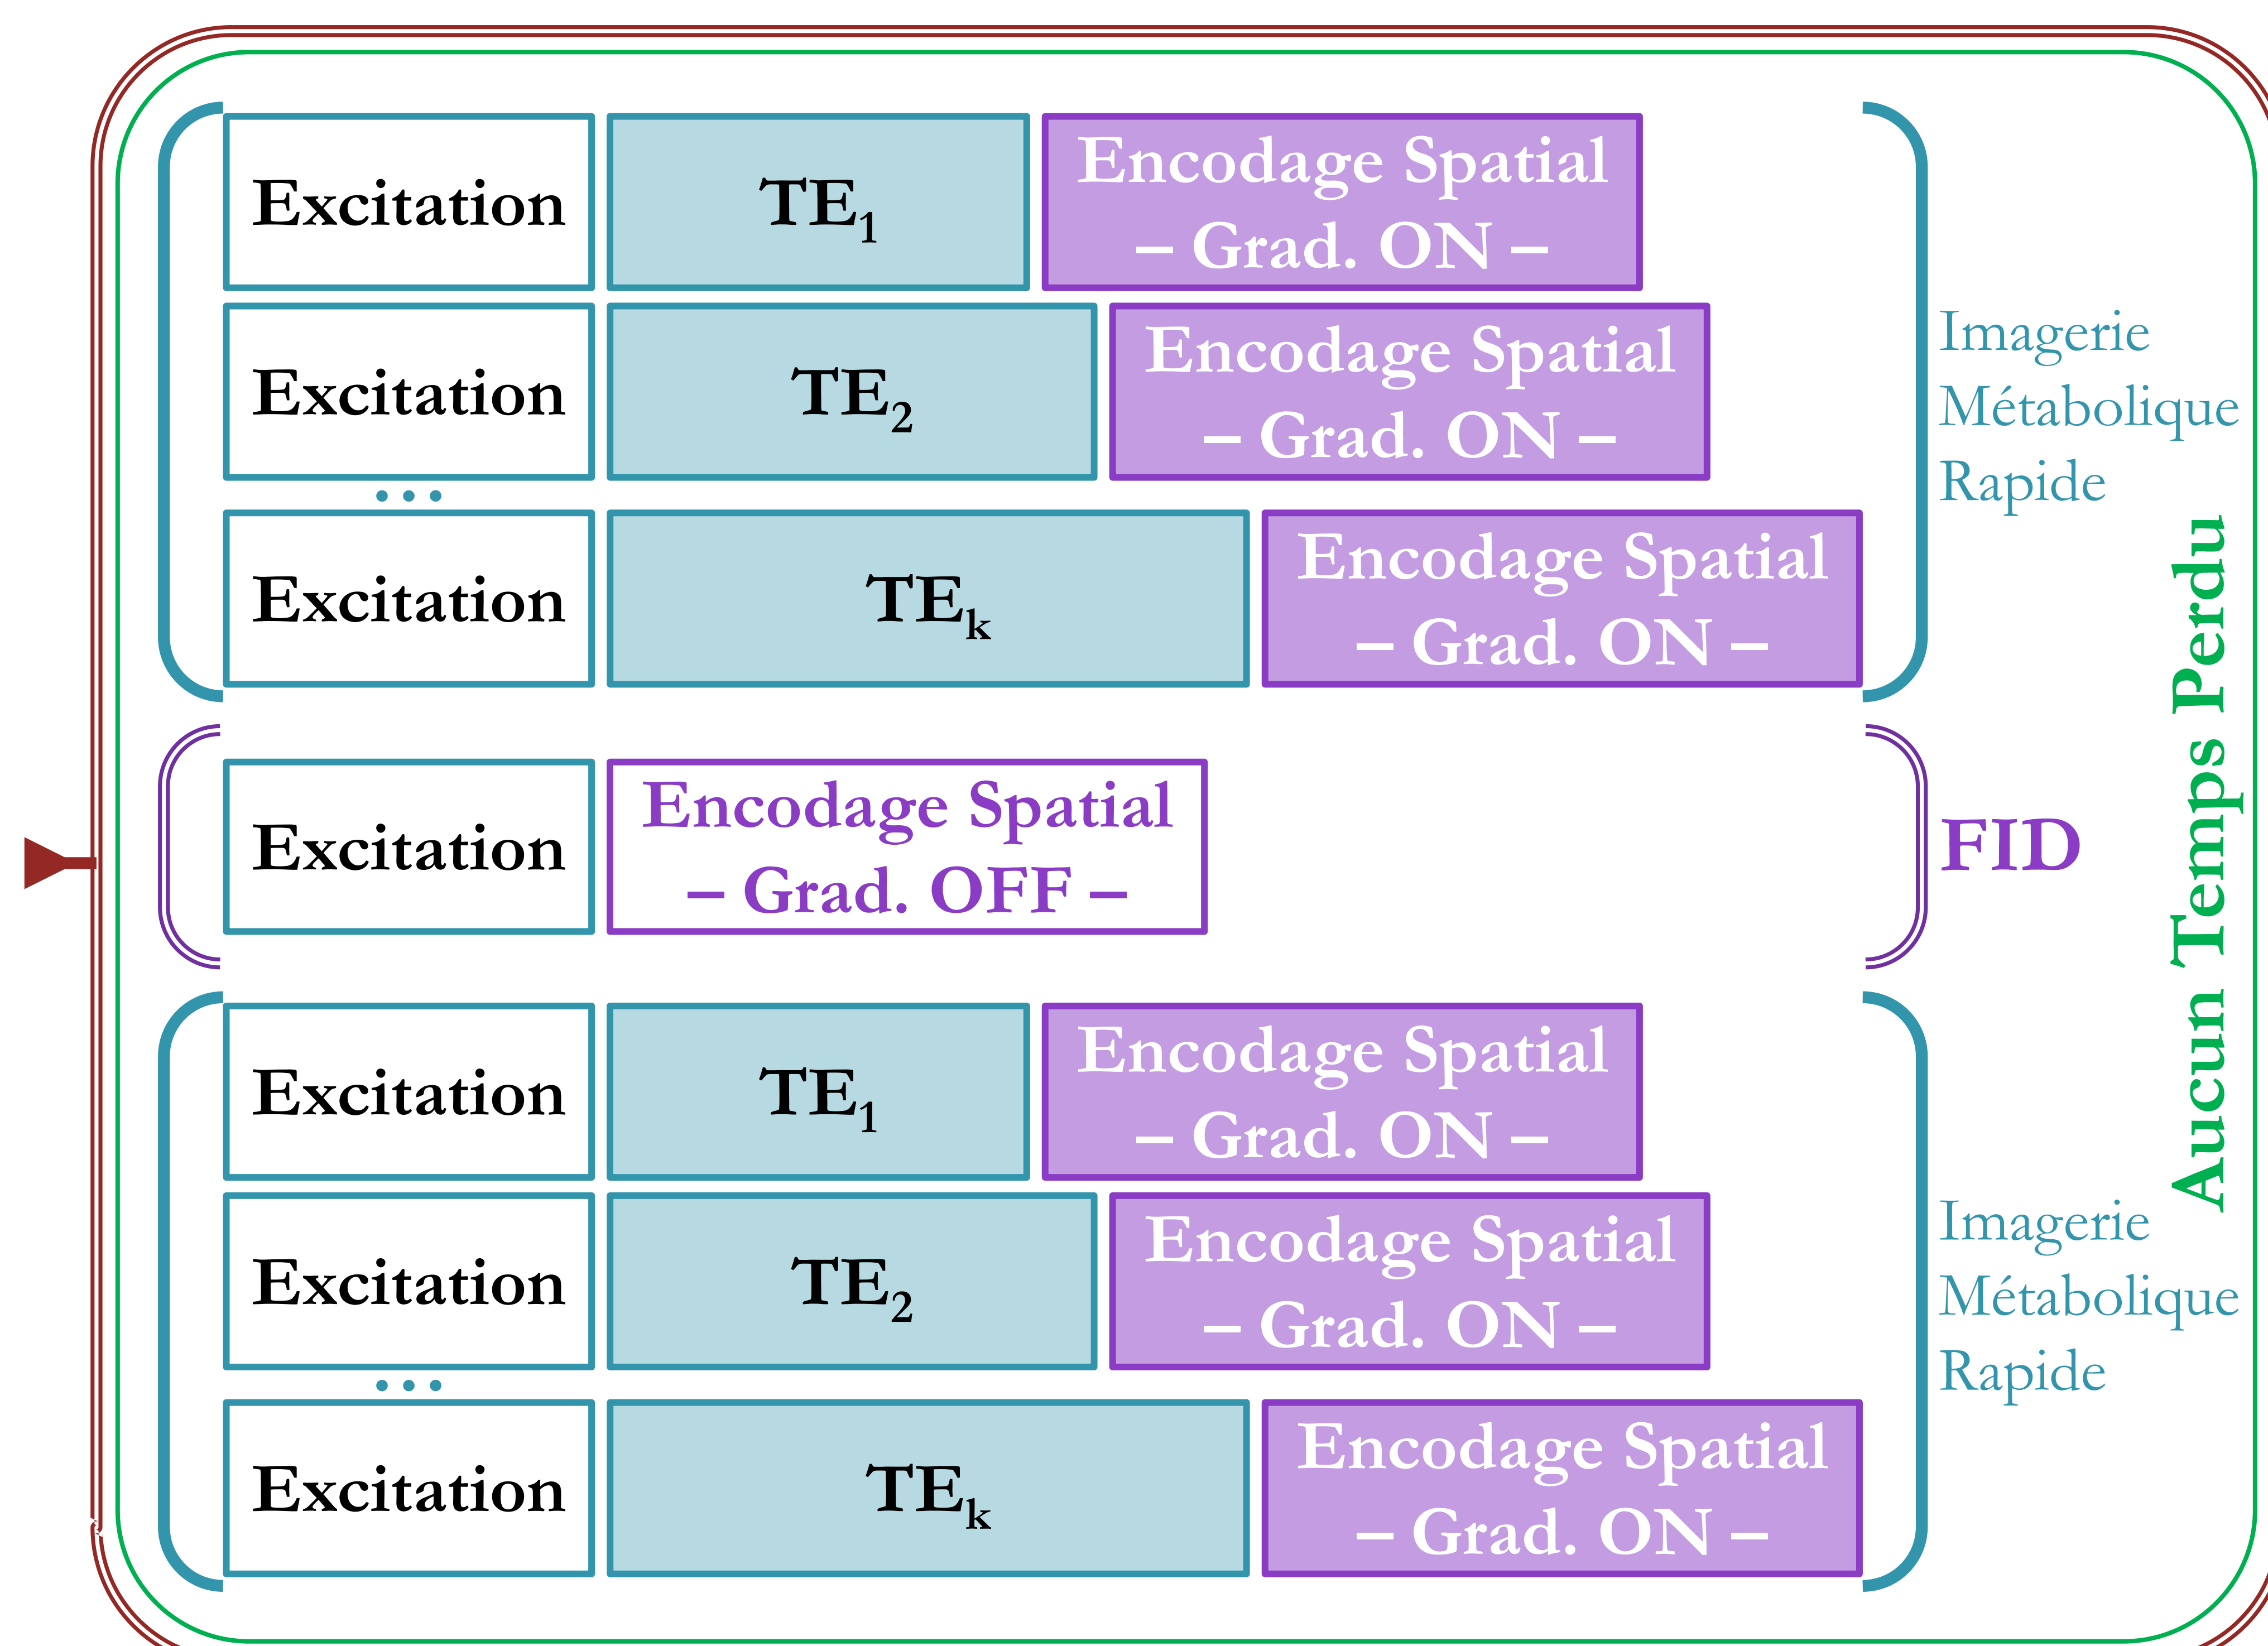 Excitation
TE1
Encodage Spatial
– Grad. ON –
Excitation
TE2
Encodage Spatial
– Grad. ON –
...
Excitation
TEk
Encodage Spatial
– Grad. ON –
Imagerie
Métabolique
Rapide
Excitation
Encodage Spatial
– Grad. OFF –
FID
Excitation
TE1
Encodage Spatial
– Grad. ON –
Excitation
TE2
Encodage Spatial
– Grad. ON –
...
Excitation
TEk
Encodage Spatial
– Grad. ON –
Imagerie
Métabolique
Rapide
Aucun Temps Perdu